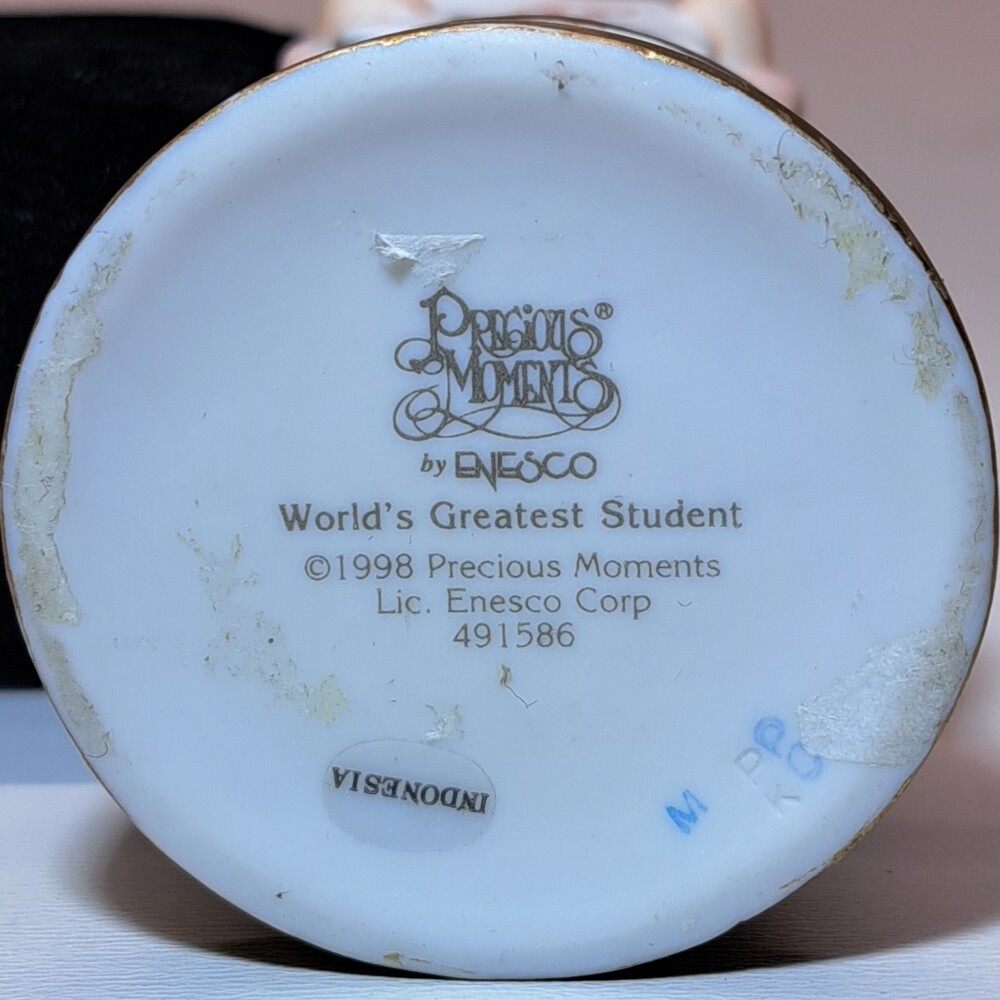 PRECIOUS®
MOMENTS
by ENESCO
World's Greatest Student
©1998 Precious Moments
Lic. Enesco Corp
491586
INDONESIA
M
P
K